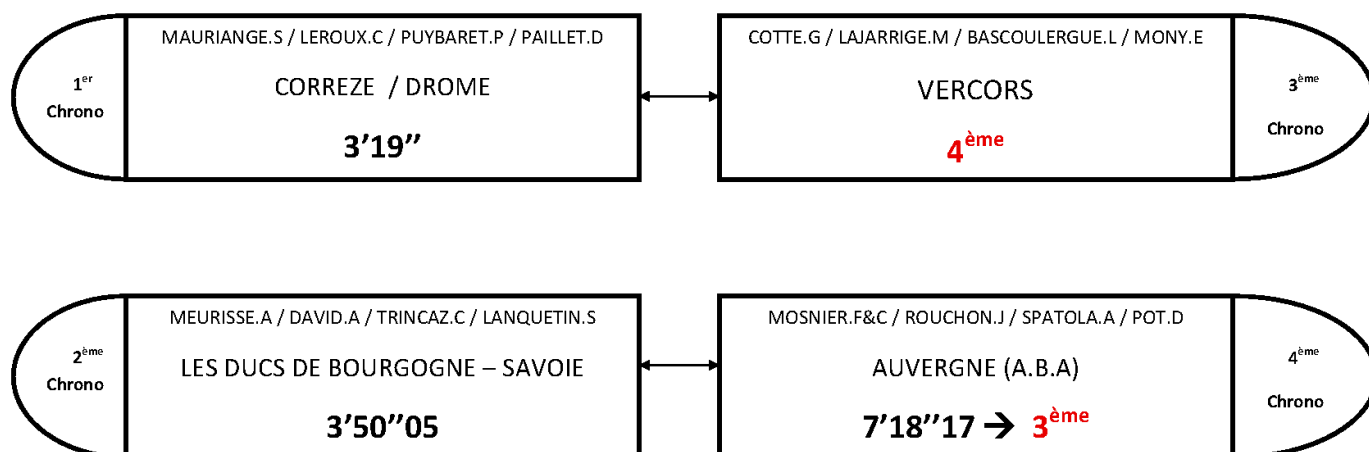 1er
Chrono
MAURIANGE.S / LEROUX.C / PUYBARET.P / PAILLET.D
CORREZE / DROME
3’19’’
COTTE.G / LAJARRIGE.M / BASCOULERGUE.L / MONY.E
VERCORS
4ème
3ème
Chrono
2ème
Chrono
MEURISSE.A / DAVID.A / TRINCAZ.C / LANQUETIN.S
LES DUCS DE BOURGOGNE – SAVOIE
3’50’’05
MOSNIER.F&C / ROUCHON.J / SPATOLA.A / POT.D
AUVERGNE (A.B.A)
7’18’’17 → 3ème
4ème
Chrono